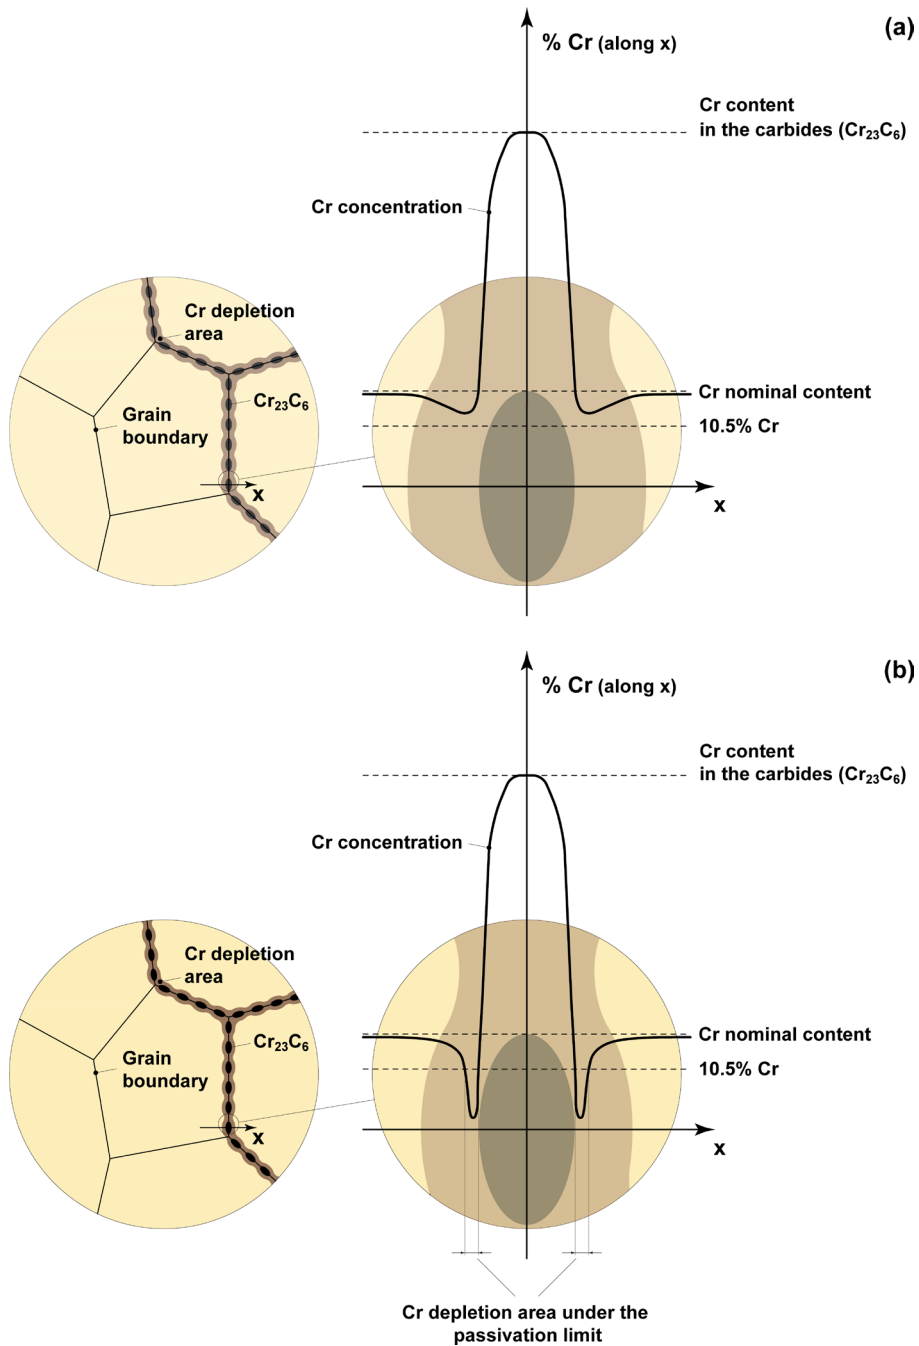 (a)
% Cr (along x)
Cr content
in the carbides (Cr₂₃C₆)
Cr concentration
Cr depletion
area
Cr₂₃C₆
Grain
boundary
x
Cr nominal content
10.5% Cr
x
(b)
% Cr (along x)
Cr content
in the carbides (Cr₂₃C₆)
Cr concentration
Cr depletion
area
Cr₂₃C₆
Grain
boundary
x
Cr nominal content
10.5% Cr
x
Cr depletion area under the
passivation limit